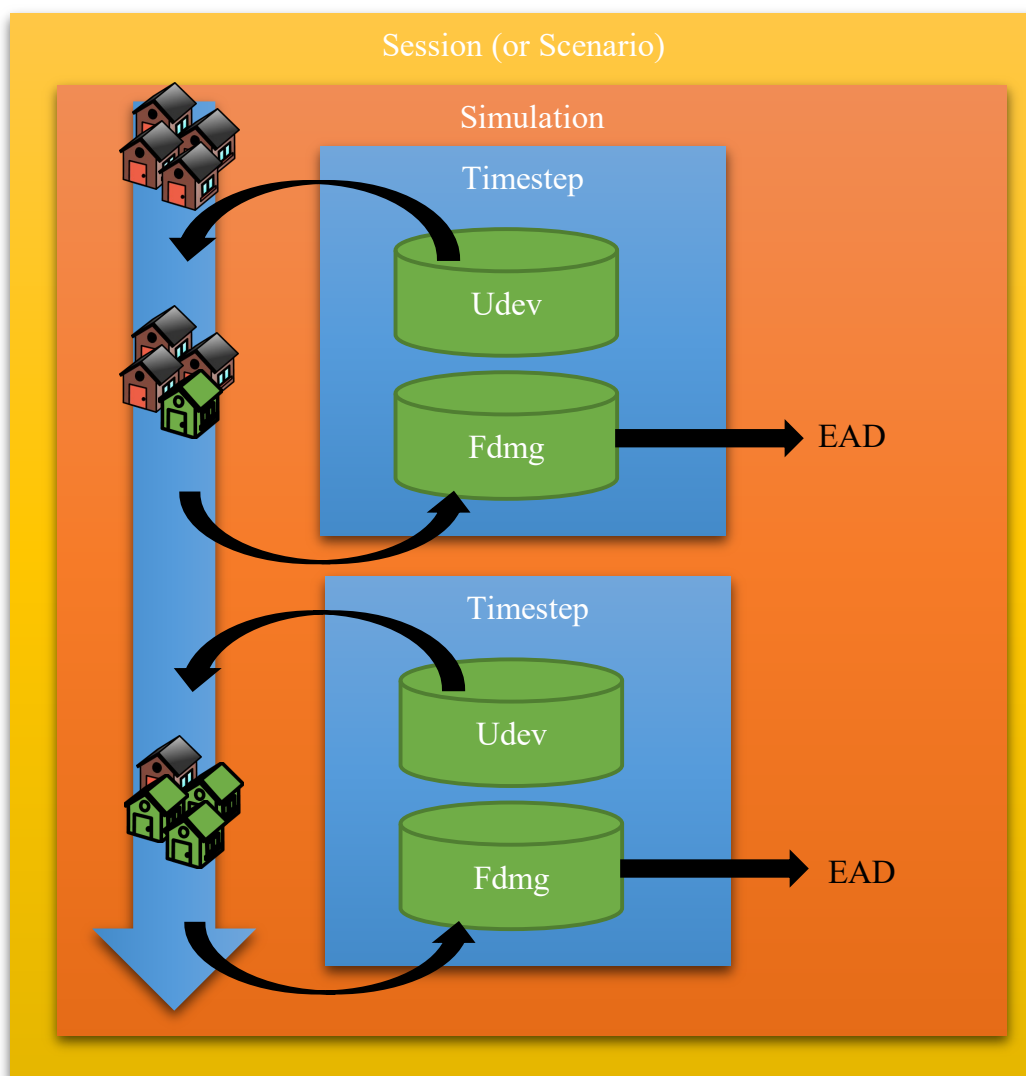 Session (or Scenario)
Simulation
Timestep
Udev
Fdmg
EAD
Timestep
Udev
Fdmg
EAD